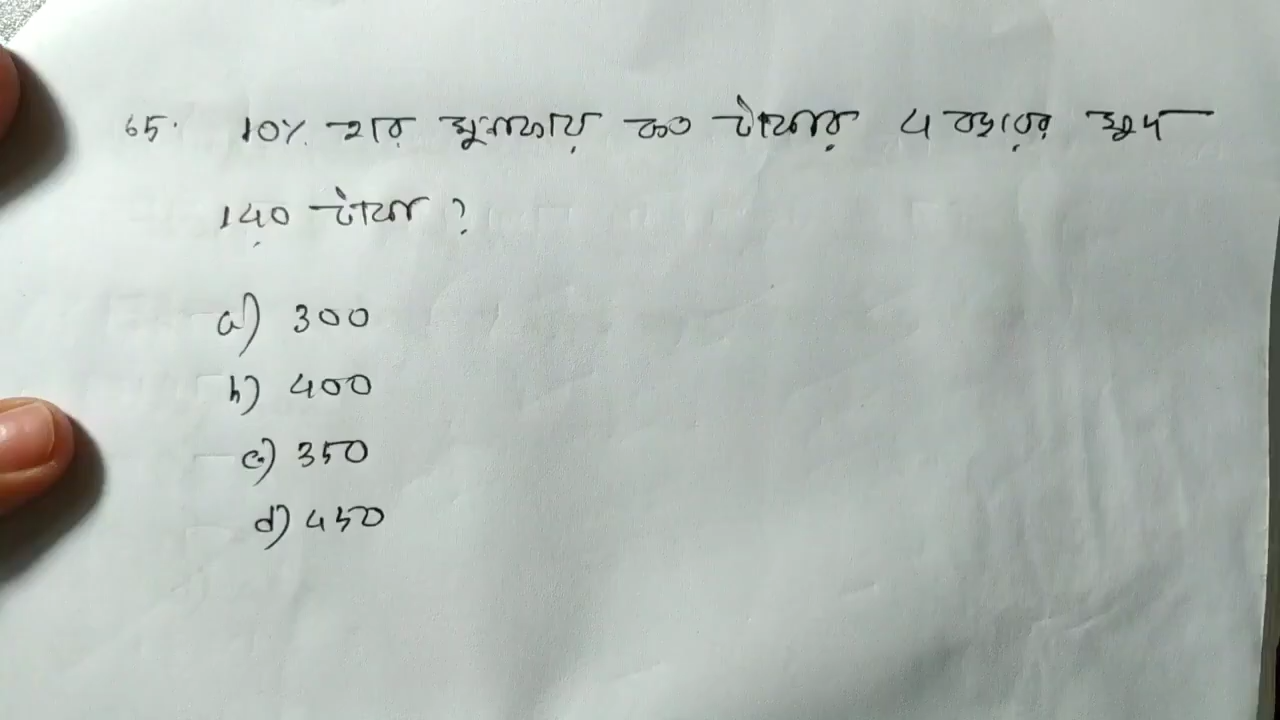 65. 10% হারে মুনাফায় কত টাকার 4 বছরের সুদ
140 টাকা ?
a) 300
b) 400
c) 350
d) 450